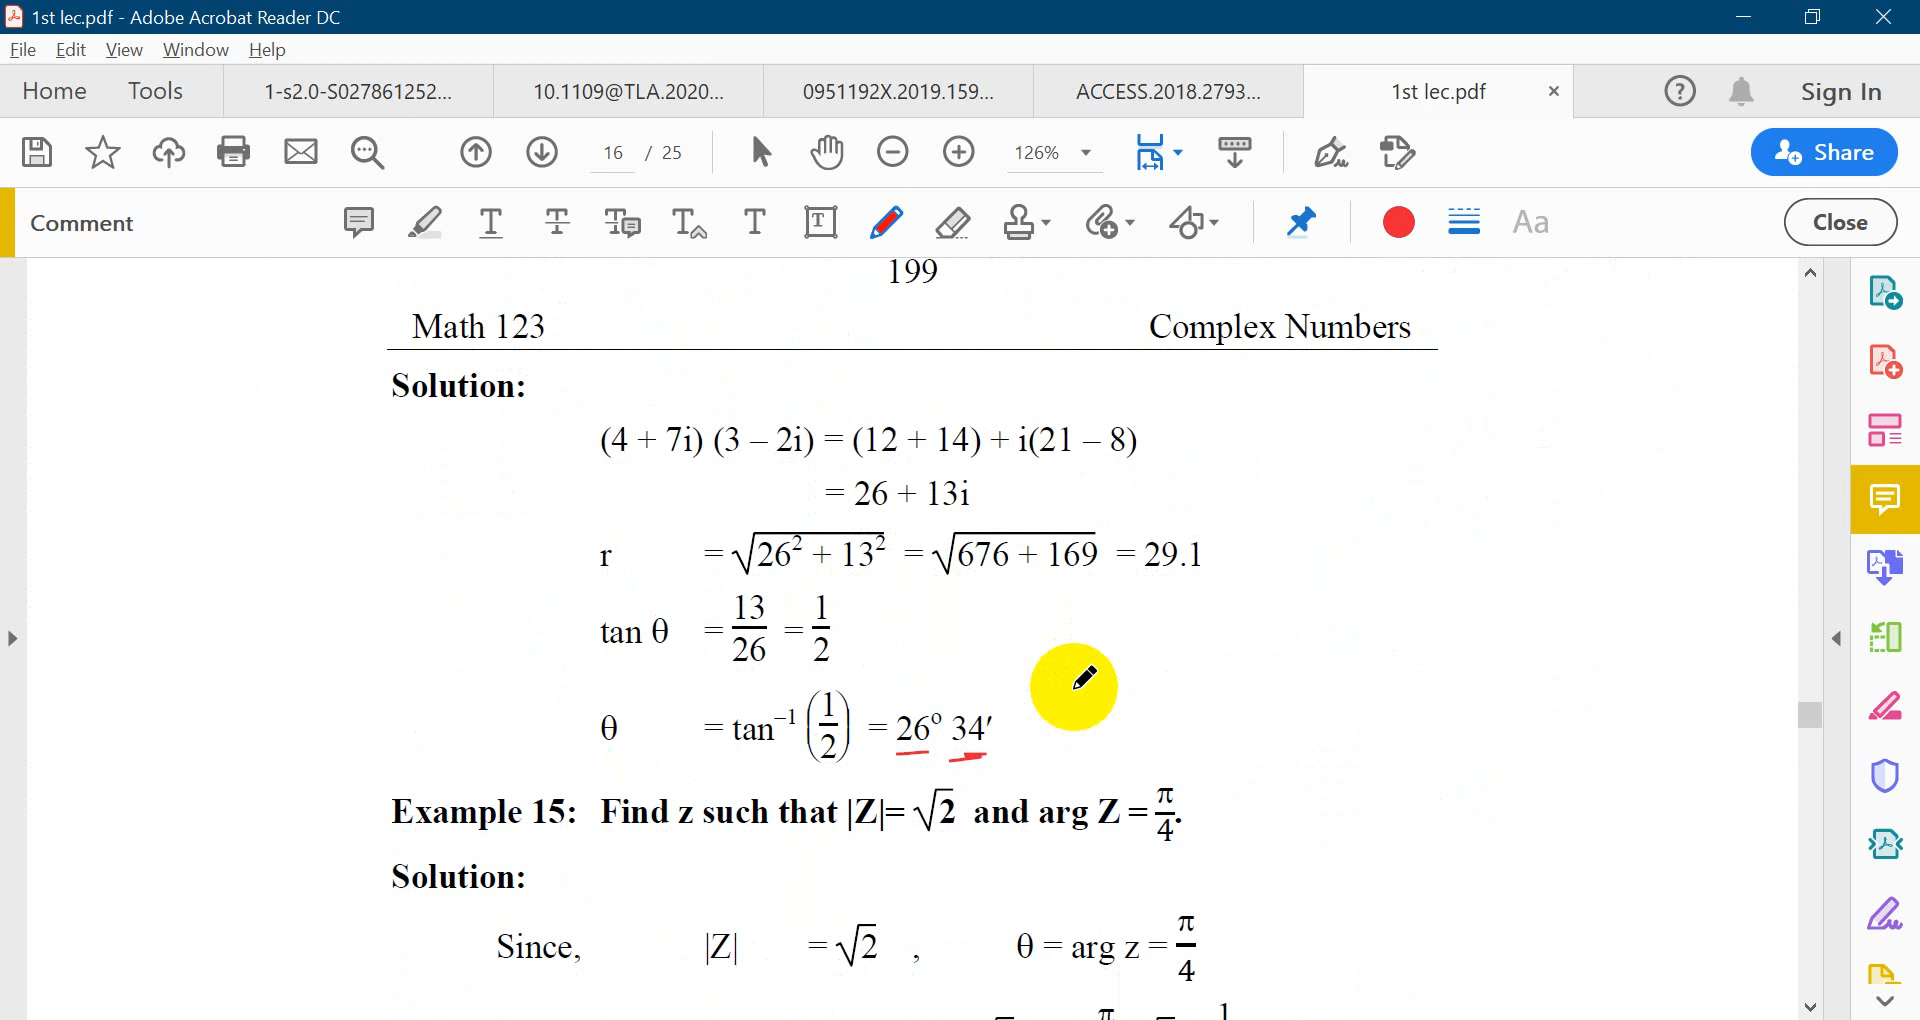 1st lec.pdf - Adobe Acrobat Reader DC
File Edit View Window Help
Home Tools 1-s2.0-S027861252... 10.1109@TLA.2020... 0951192X.2019.159... ACCESS.2018.2793... 1st lec.pdf × Sign In
16 / 25 126% Share
Comment Aa Close
199
Math 123 Complex Numbers
Solution:
(4 + 7i) (3 – 2i) = (12 + 14) + i(21 – 8)
= 26 + 13i
r = √(26² + 13²) = √(676 + 169) = 29.1
tan θ = 13/26 = 1/2
θ = tan⁻¹ (1/2) = 26° 34′
Example 15: Find z such that |Z|= √2 and arg Z = π/4.
Solution:
Since, |Z| = √2 , θ = arg z = π/4
π 1